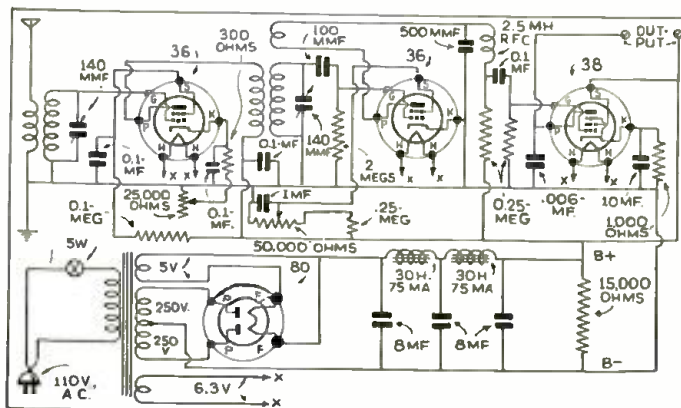 300
OHMS
100
MMF
500 MMF
2.5 MH
RFC
0.1
MF
OUT-
PUT
140
MMF
36
36
38
G
S
P
K
H
H
X
X
G
S
P
K
H
H
X
X
G
S
P
K
H
H
X
X
0.1-
MF
25,000
OHMS
0.1-
MF.
0.1-MF
140
MMF
1 MF
2
MEGS
0.25-
MEG
.006-
MF.
10 MF.
1,000
OHMS
0.1-
MEG
50,000 OHMS
.25-
MEG
5W
5V
80
P
F
P
F
250V.
250
V
30H.
75 MA
30H.
75 MA
B+
15,000
OHMS
8MF
8MF
B-
110V,
A.C.
6.3V
X
X